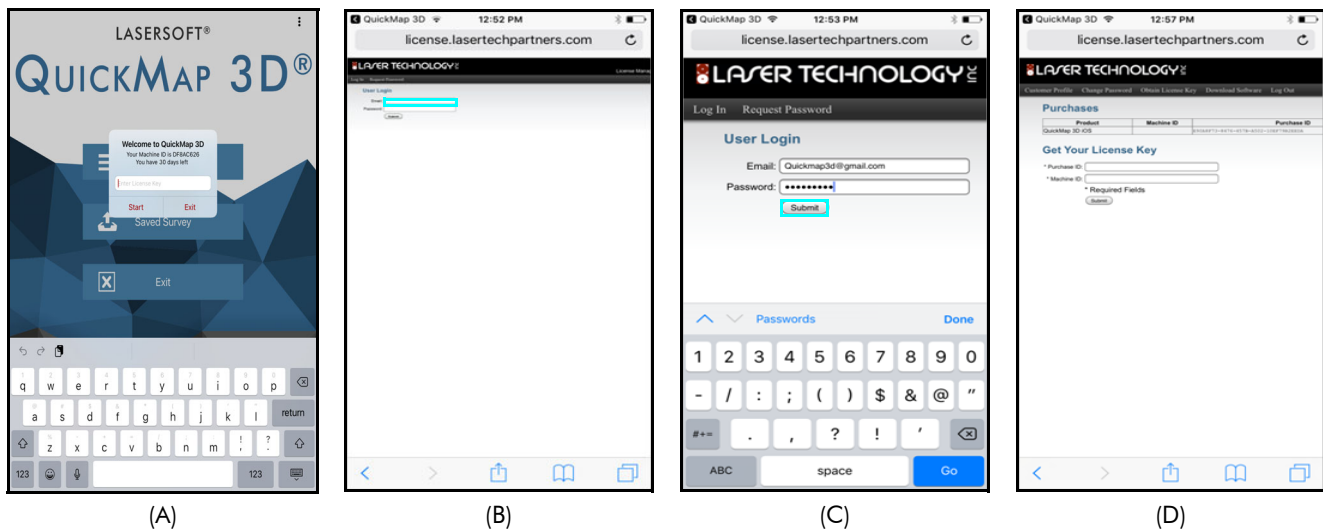 LASERSOFT®
QUICKMAP 3D®
Welcome to QuickMap 3D
Your Machine ID is DF8AC626
You have 30 days left
Enter License Key
Start Exit
Saved Survey
Exit
q w e r t y u i o p
a s d f g h j k l return
z x c v b n m ! , ? .
123 123
(A)
QuickMap 3D 12:52 PM
license.lasertechpartners.com
LASER TECHNOLOGY INC
License Mana
Log In Request Password
User Login
Email:
Password:
Submit
(B)
QuickMap 3D 12:53 PM
license.lasertechpartners.com
LASER TECHNOLOGY INC
Log In Request Password
User Login
Email: Quickmap3d@gmail.com
Password: •••••••••
Submit
Passwords Done
1 2 3 4 5 6 7 8 9 0
- / : ; ( ) $ & @ "
#+= . , ? ! '
ABC space Go
(C)
QuickMap 3D 12:57 PM
license.lasertechpartners.com
LASER TECHNOLOGY INC
Customer Profile Change Password Obtain License Key Download Software Log Out
Purchases
Product Machine ID Purchase ID
QuickMap 3D iOS
Get Your License Key
* Purchase ID:
* Machine ID:
* Required Fields
Submit
(D)